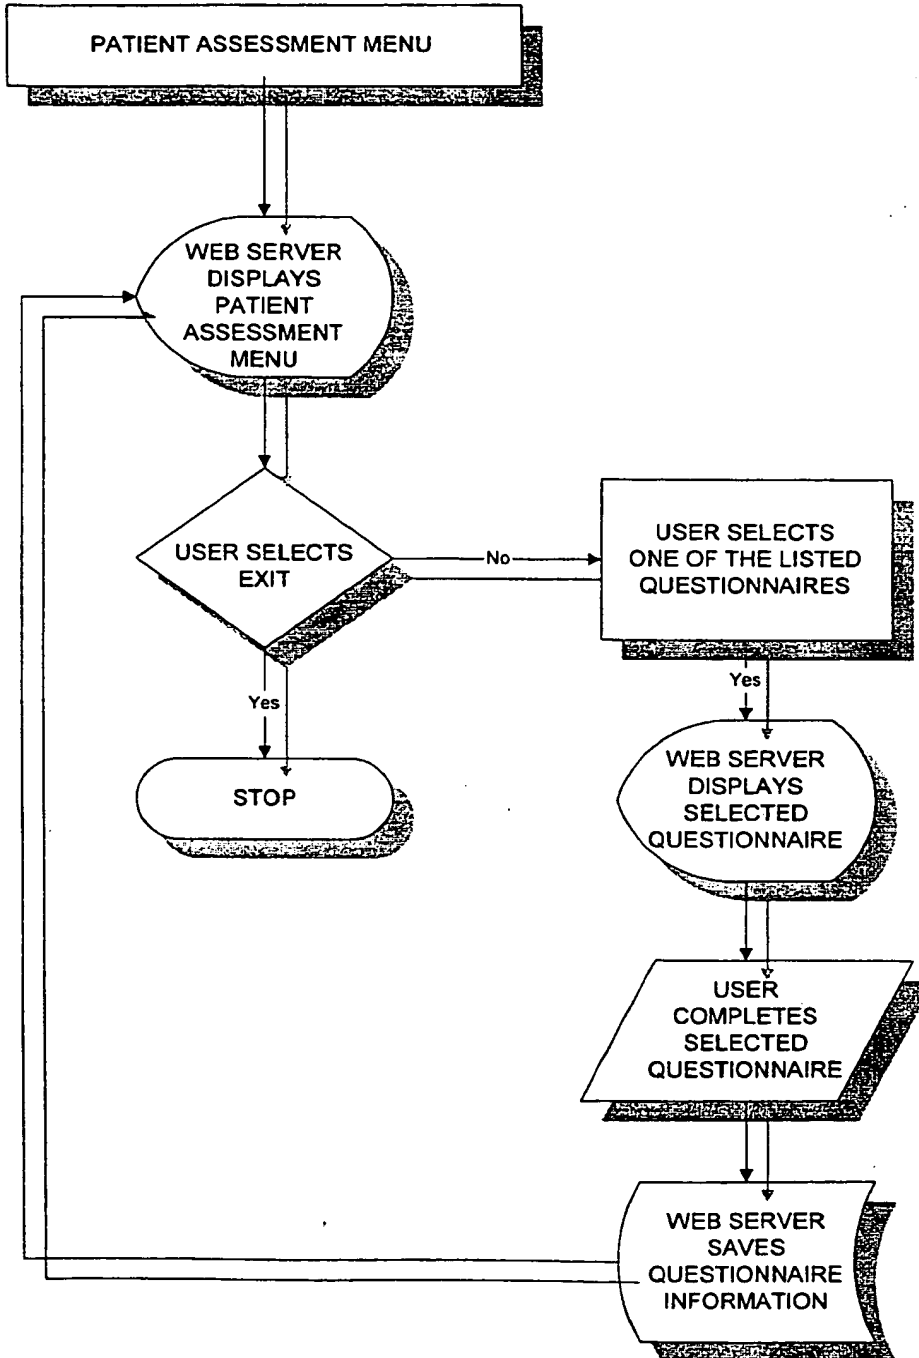 PATIENT ASSESSMENT MENU
WEB SERVER
DISPLAYS
PATIENT
ASSESSMENT
MENU
USER SELECTS
EXIT
No
USER SELECTS
ONE OF THE LISTED
QUESTIONNAIRES
Yes
STOP
Yes
WEB SERVER
DISPLAYS
SELECTED
QUESTIONNAIRE
USER
COMPLETES
SELECTED
QUESTIONNAIRE
WEB SERVER
SAVES
QUESTIONNAIRE
INFORMATION